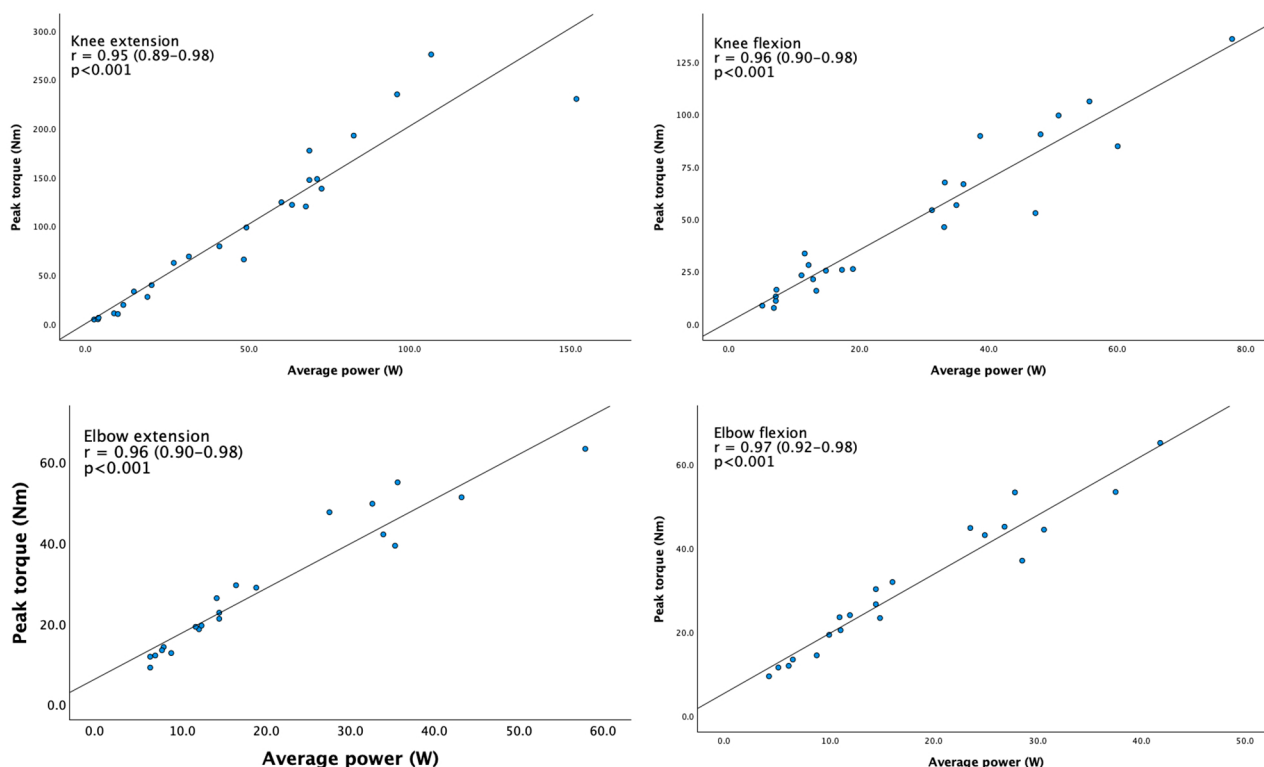 Knee extension
r = 0.95 (0.89-0.98)
p<0.001
300.0
250.0
200.0
150.0
100.0
50.0
0.0
Peak torque (Nm)
0.0 50.0 100.0 150.0
Average power (W)
Knee flexion
r = 0.96 (0.90-0.98)
p<0.001
125.0
100.0
75.0
50.0
25.0
0.0
Peak torque (Nm)
0.0 20.0 40.0 60.0 80.0
Average power (W)
Elbow extension
r = 0.96 (0.90-0.98)
p<0.001
60.0
40.0
20.0
0.0
Peak torque (Nm)
0.0 10.0 20.0 30.0 40.0 50.0 60.0
Average power (W)
Elbow flexion
r = 0.97 (0.92-0.98)
p<0.001
60.0
40.0
20.0
0.0
Peak torque (Nm)
0.0 10.0 20.0 30.0 40.0 50.0
Average power (W)